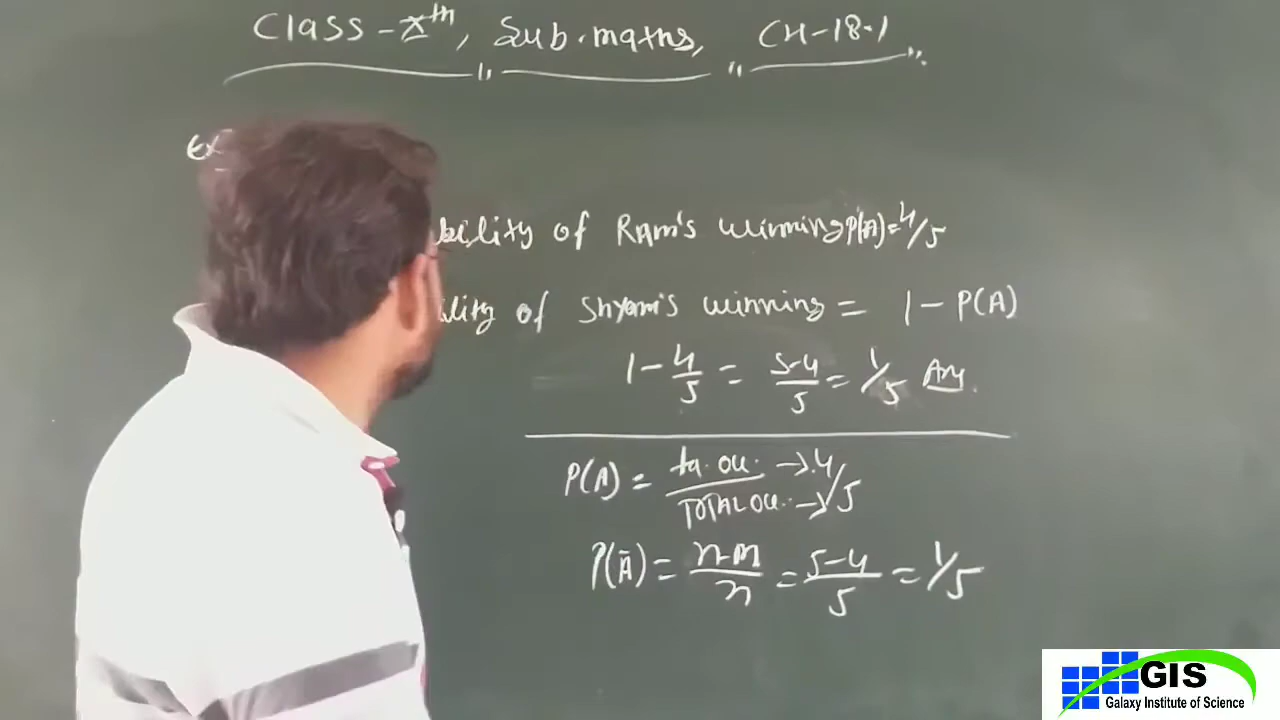 Class - Xth, Sub. maths, CH-18.1
Ex
bility of RAm's winning P(A)=4/5
ility of Shyam's winning = 1 - P(A)
1 - 4/5 = 5-4/5 = 1/5 Ans.
P(A) = fa. ou. → 4/TOTAL ou. → 5
P(Ā) = n-m/n = 5-4/5 = 1/5
GIS
Galaxy Institute of Science